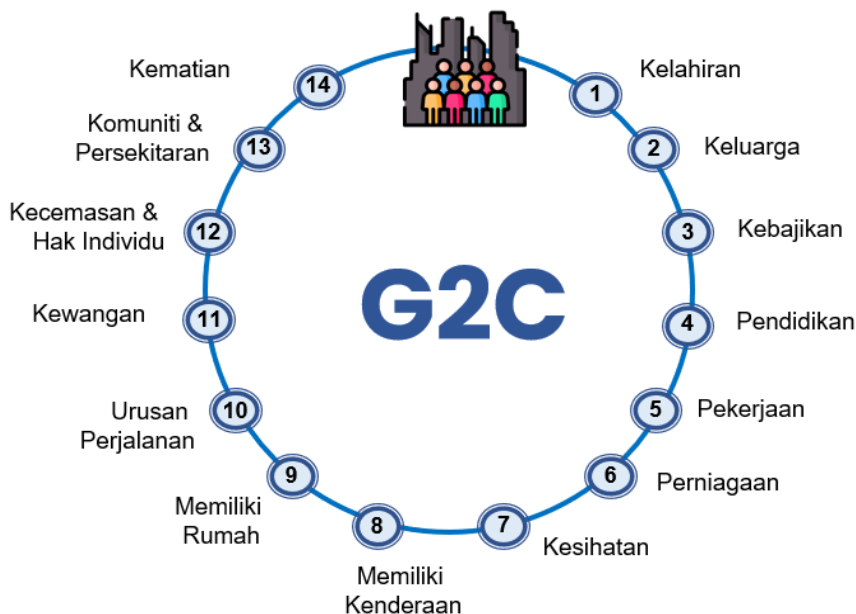 G2C
1
Kelahiran
2
Keluarga
3
Kebajikan
4
Pendidikan
5
Pekerjaan
6
Perniagaan
7
Kesihatan
8
Memiliki
Kenderaan
9
Memiliki
Rumah
10
Urusan
Perjalanan
11
Kewangan
12
Kecemasan &
Hak Individu
13
Komuniti &
Persekitaran
14
Kematian